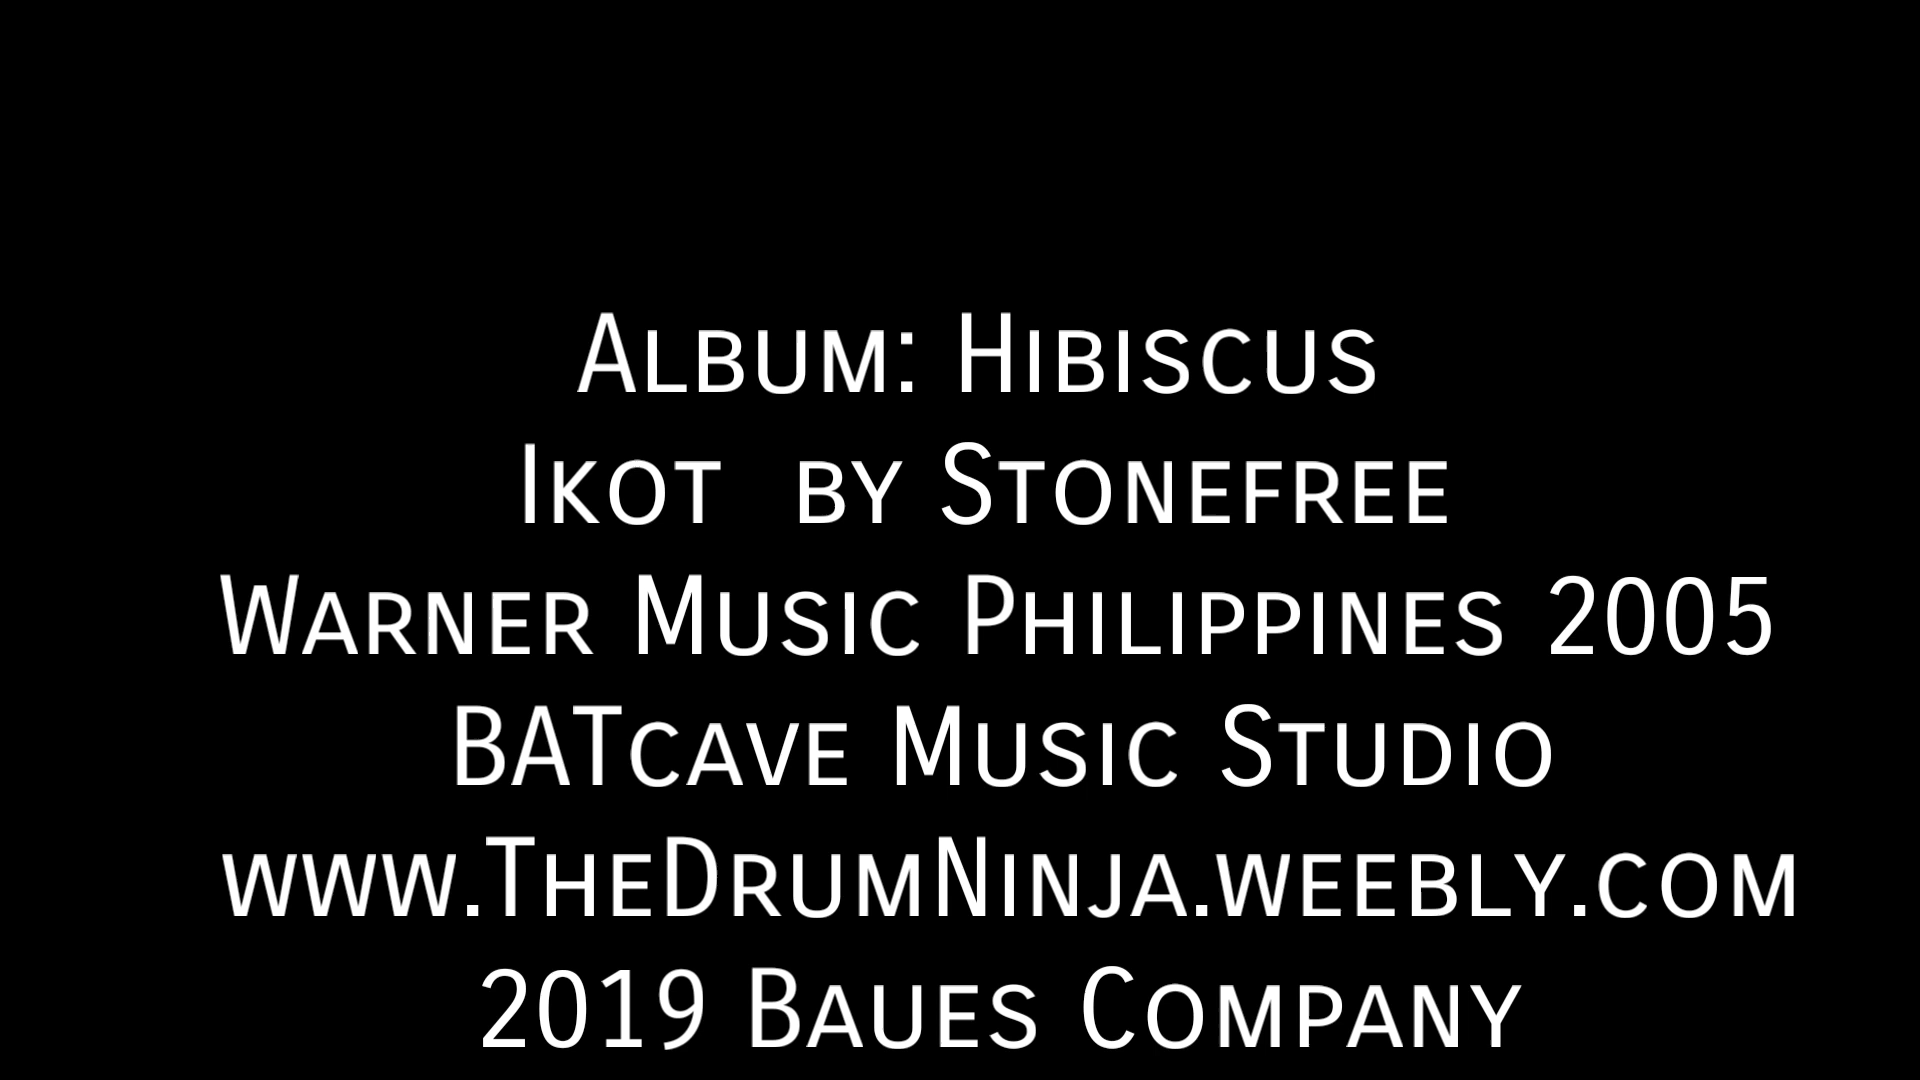 Album: Hibiscus
Ikot by Stonefree
Warner Music Philippines 2005
BATcave Music Studio
www.TheDrumNinja.weebly.com
2019 Baues Company